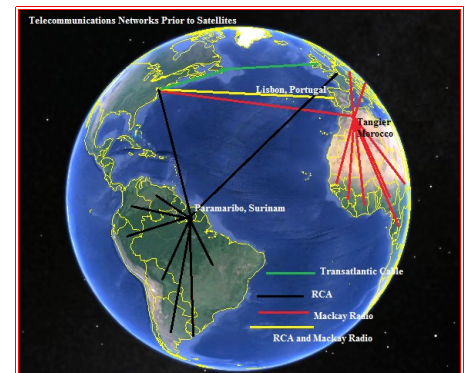 Telecommunications Networks Prior to Satellites
Lisbon, Portugal
Tangier
Morocco
Paramaribo, Surinam
Transatlantic Cable
RCA
Mackay Radio
RCA and Mackay Radio